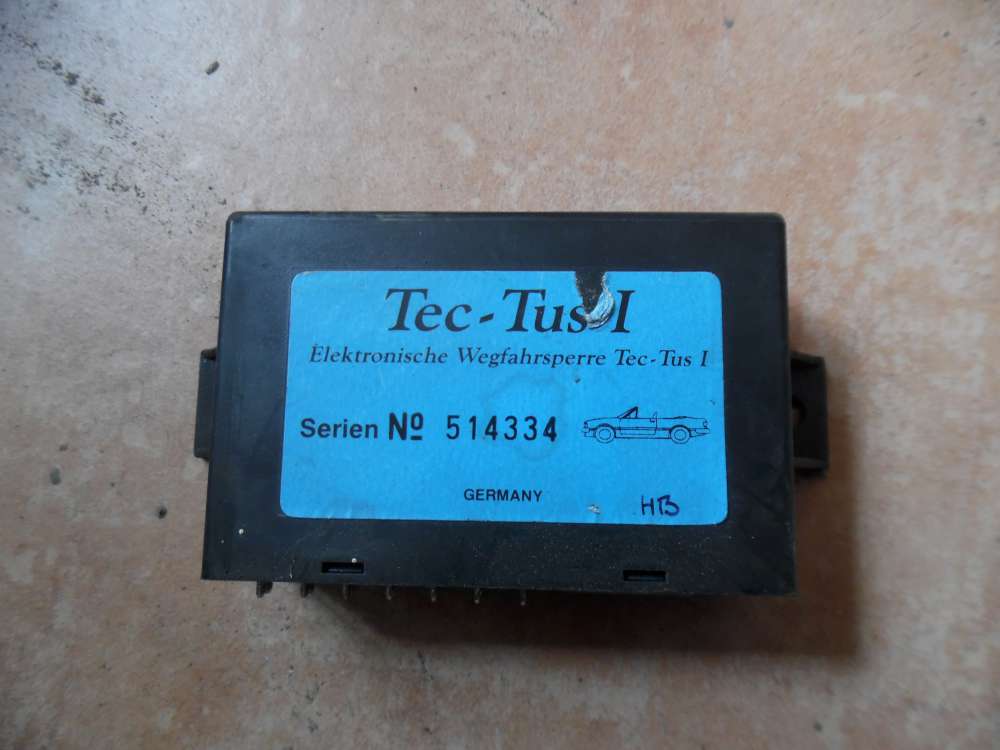 Tec-Tus I
Elektronische Wegfahrsperre Tec-Tus I
Serien № 514334
GERMANY
HB